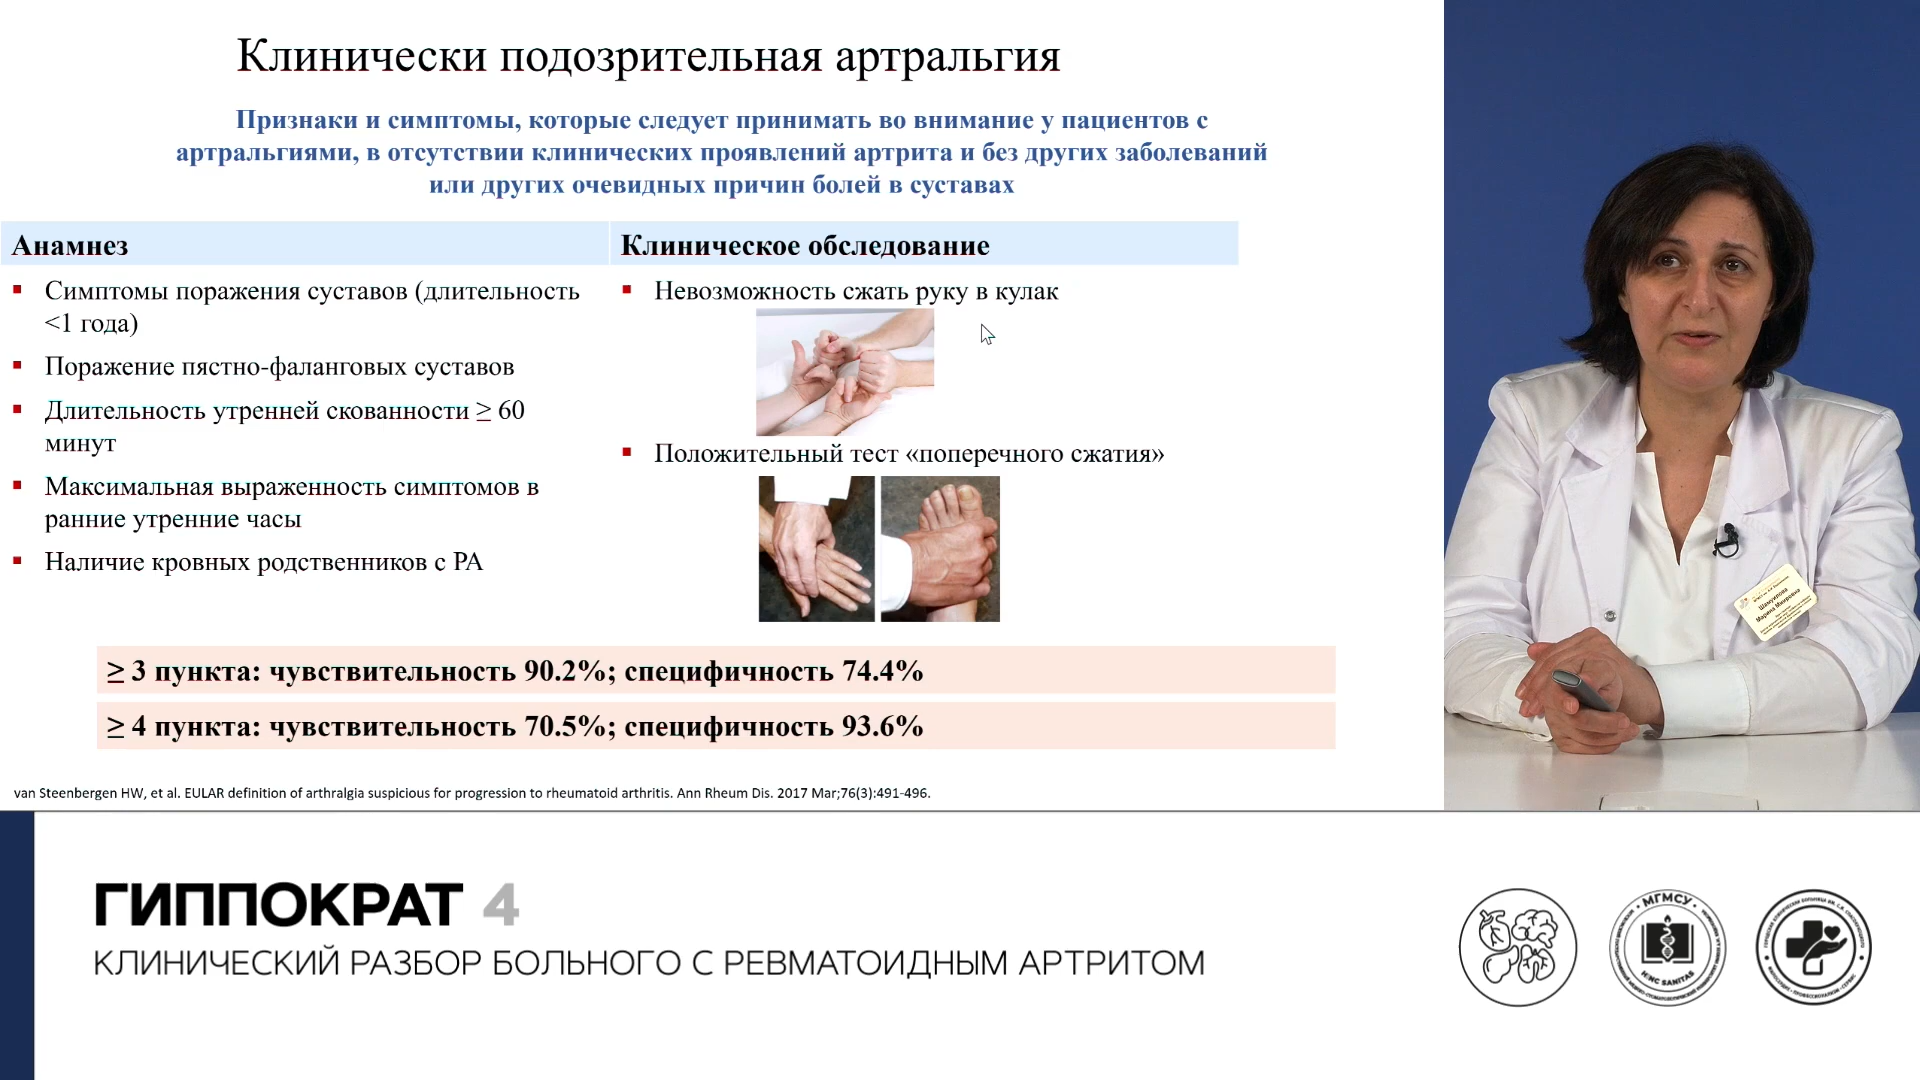 Клинически подозрительная артральгия
Признаки и симптомы, которые следует принимать во внимание у пациентов с
артральгиями, в отсутствии клинических проявлений артрита и без других заболеваний
или других очевидных причин болей в суставах
Анамнез
Клиническое обследование
▪ Симптомы поражения суставов (длительность
<1 года)
▪ Поражение пястно-фаланговых суставов
▪ Длительность утренней скованности ≥ 60
минут
▪ Максимальная выраженность симптомов в
ранние утренние часы
▪ Наличие кровных родственников с РА
▪ Невозможность сжать руку в кулак
▪ Положительный тест «поперечного сжатия»
≥ 3 пункта: чувствительность 90.2%; специфичность 74.4%
≥ 4 пункта: чувствительность 70.5%; специфичность 93.6%
van Steenbergen HW, et al. EULAR definition of arthralgia suspicious for progression to rheumatoid arthritis. Ann Rheum Dis. 2017 Mar;76(3):491-496.
Шамуилова
Марина Мироновна
ГИППОКРАТ 4
КЛИНИЧЕСКИЙ РАЗБОР БОЛЬНОГО С РЕВМАТОИДНЫМ АРТРИТОМ
МГМСУ